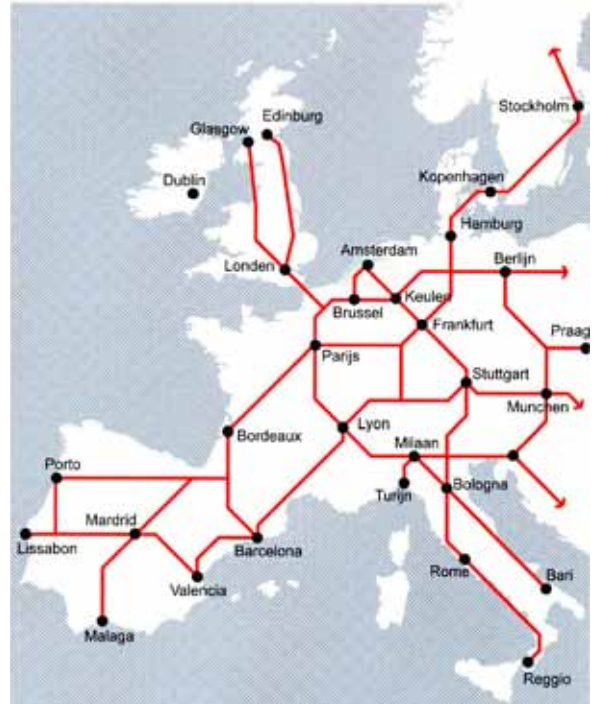 Stockholm
Edinburg
Glasgow
Dublin
Kopenhagen
Hamburg
Amsterdam
Berlijn
Londen
Keulen
Brussel
Frankfurt
Praag
Parijs
Stuttgart
Munchen
Lyon
Bordeaux
Milaan
Porto
Turijn
Bologna
Mardrid
Lissabon
Barcelona
Rome
Valencia
Bari
Malaga
Reggio